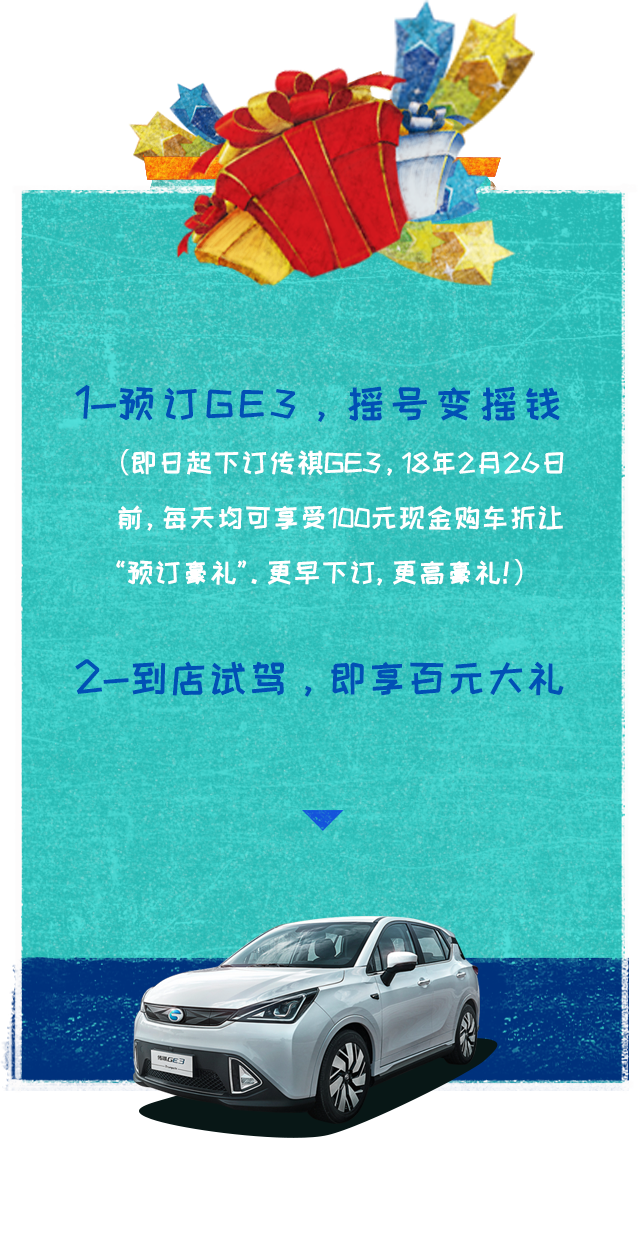 1-预订GE3，摇号变摇钱
（即日起下订传祺GE3，18年2月26日
前，每天均可享受100元现金购车折让
“预订豪礼”. 更早下订，更高豪礼！）
2-到店试驾，即享百元大礼
传祺GE3